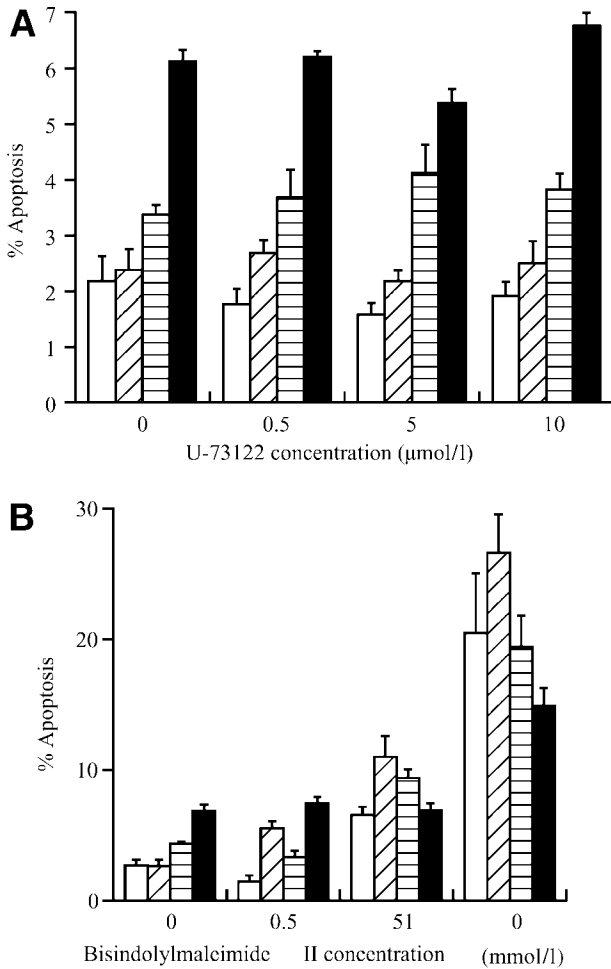 A
7
6
5
4
3
2
1
0
% Apoptosis
0 0.5 5 10
U-73122 concentration (μmol/l)
B
30
20
10
0
% Apoptosis
0 0.5 51 0
Bisindolylmaleimide II concentration (mmol/l)